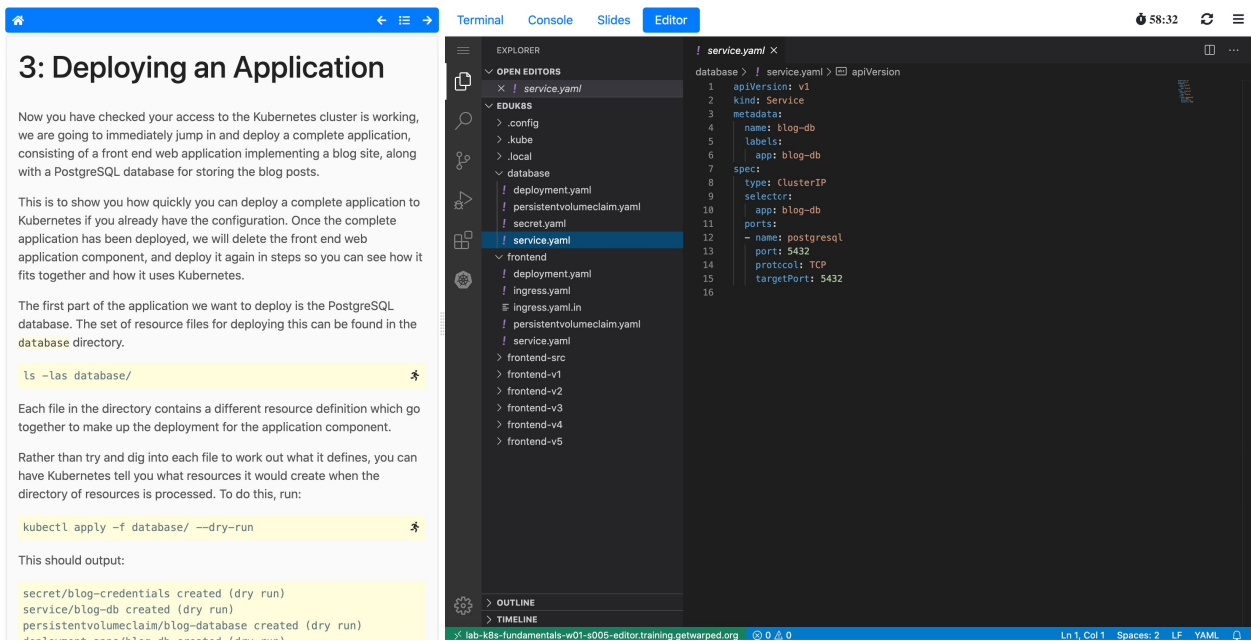 Terminal
Console
Slides
Editor
58:32
3: Deploying an Application
Now you have checked your access to the Kubernetes cluster is working,
we are going to immediately jump in and deploy a complete application,
consisting of a front end web application implementing a blog site, along
with a PostgreSQL database for storing the blog posts.
This is to show you how quickly you can deploy a complete application to
Kubernetes if you already have the configuration. Once the complete
application has been deployed, we will delete the front end web
application component, and deploy it again in steps so you can see how it
fits together and how it uses Kubernetes.
The first part of the application we want to deploy is the PostgreSQL
database. The set of resource files for deploying this can be found in the
database directory.
ls -las database/
Each file in the directory contains a different resource definition which go
together to make up the deployment for the application component.
Rather than try and dig into each file to work out what it defines, you can
have Kubernetes tell you what resources it would create when the
directory of resources is processed. To do this, run:
kubectl apply -f database/ --dry-run
This should output:
secret/blog-credentials created (dry run)
service/blog-db created (dry run)
persistentvolumeclaim/blog-database created (dry run)
EXPLORER
OPEN EDITORS
! service.yaml
EDUK8S
.config
.kube
.local
database
! deployment.yaml
! persistentvolumeclaim.yaml
! secret.yaml
! service.yaml
frontend
! deployment.yaml
! ingress.yaml
ingress.yaml.in
! persistentvolumeclaim.yaml
! service.yaml
frontend-src
frontend-v1
frontend-v2
frontend-v3
frontend-v4
frontend-v5
OUTLINE
TIMELINE
! service.yaml
database > ! service.yaml > apiVersion
1 apiVersion: v1
2 kind: Service
3 metadata:
4 name: blog-db
5 labels:
6 app: blog-db
7 spec:
8 type: ClusterIP
9 selector:
10 app: blog-db
11 ports:
12 - name: postgresql
13 port: 5432
14 protocol: TCP
15 targetPort: 5432
16
lab-k8s-fundamentals-w01-s005-editor.training.getwarped.org 0 0 Ln 1, Col 1 Spaces: 2 LF YAML